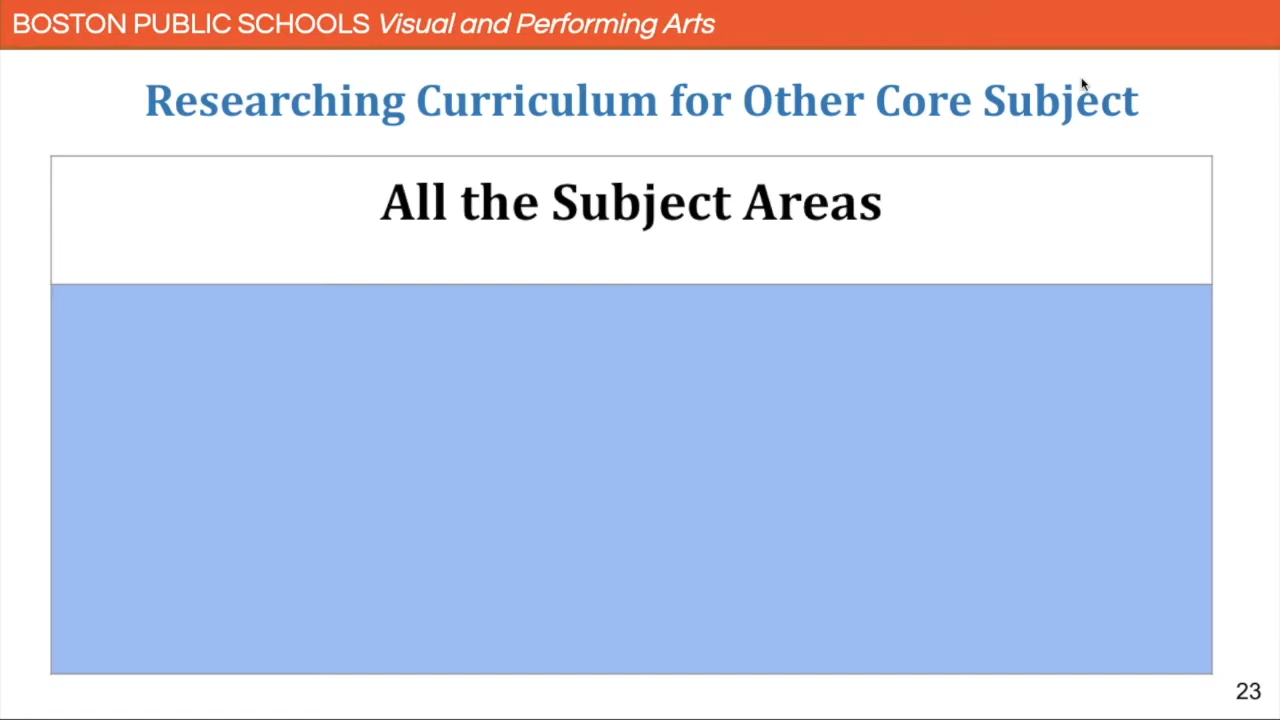 BOSTON PUBLIC SCHOOLS Visual and Performing Arts
Researching Curriculum for Other Core Subject
All the Subject Areas
23